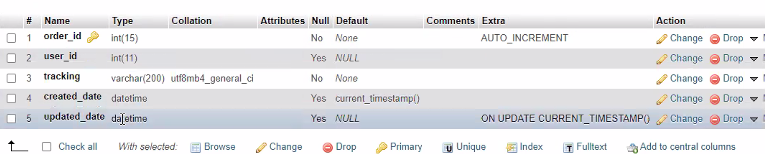 # Name Type Collation Attributes Null Default Comments Extra Action
1 order_id int(15) No None AUTO_INCREMENT Change Drop
2 user_id int(11) Yes NULL Change Drop
3 tracking varchar(200) utf8mb4_general_ci No None Change Drop
4 created_date datetime Yes current_timestamp() Change Drop
5 updated_date datetime Yes NULL ON UPDATE CURRENT_TIMESTAMP() Change Drop
Check all With selected: Browse Change Drop Primary Unique Index Fulltext Add to central columns